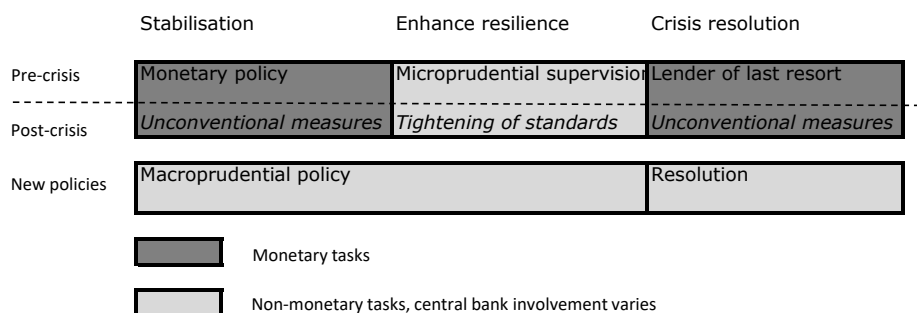 Stabilisation Enhance resilience Crisis resolution
Pre-crisis Monetary policy Microprudential supervision Lender of last resort
Post-crisis Unconventional measures Tightening of standards Unconventional measures
New policies Macroprudential policy Resolution
Monetary tasks
Non-monetary tasks, central bank involvement varies